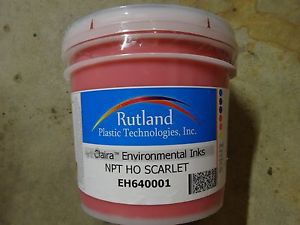 Rutland
Plastic Technologies, Inc.
Claira™ Environmental Inks
NPT HO SCARLET
EH640001